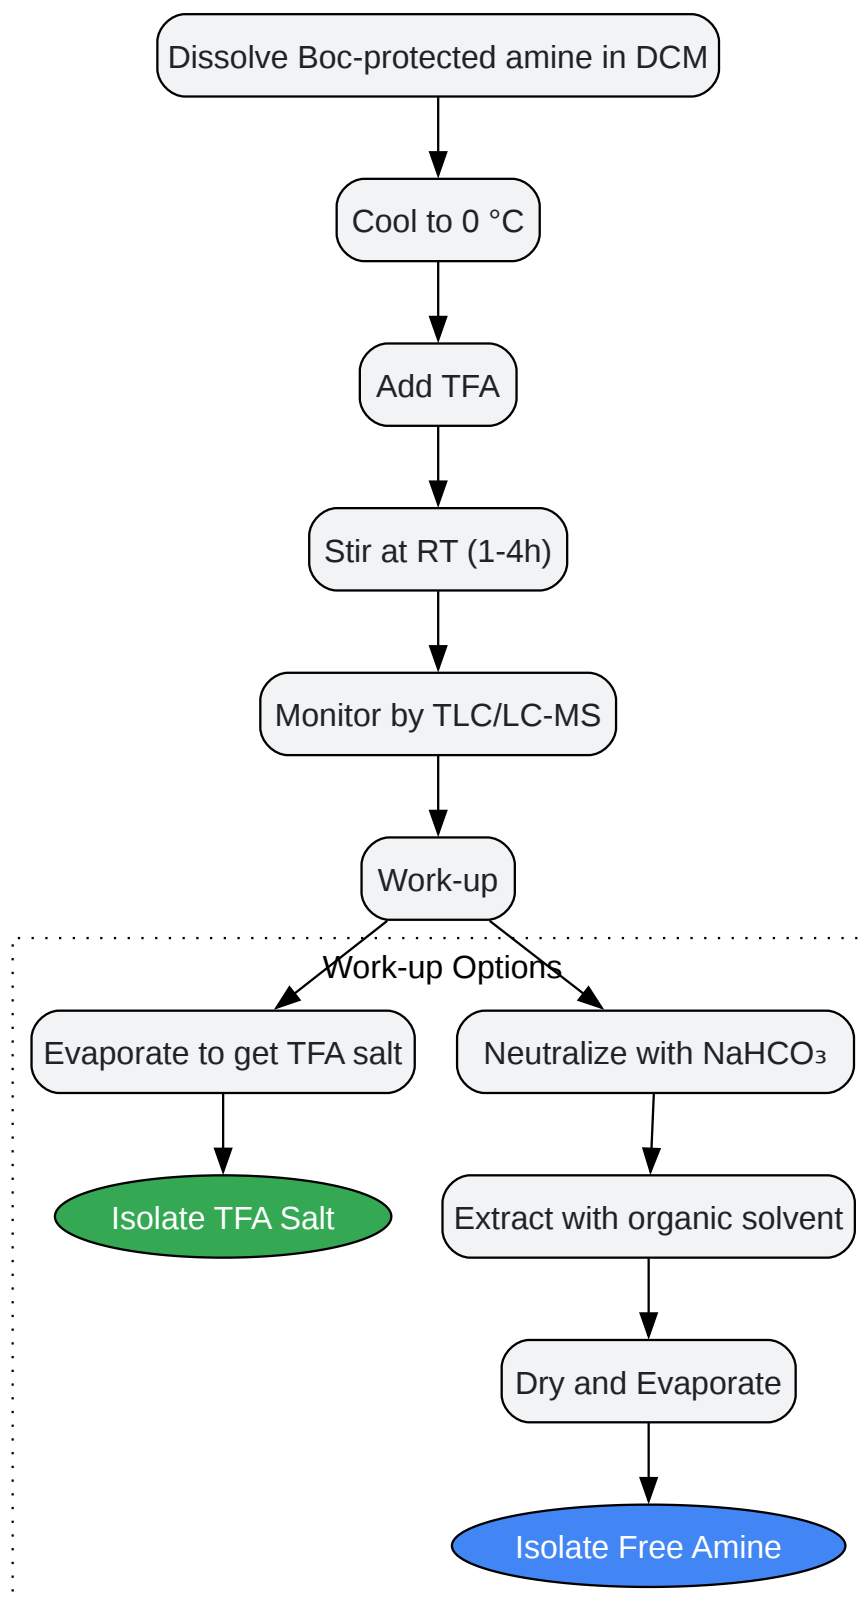 Dissolve Boc-protected amine in DCM
Cool to 0 °C
Add TFA
Stir at RT (1-4h)
Monitor by TLC/LC-MS
Work-up
Work-up Options
Evaporate to get TFA salt
Neutralize with NaHCO₃
Isolate TFA Salt
Extract with organic solvent
Dry and Evaporate
Isolate Free Amine